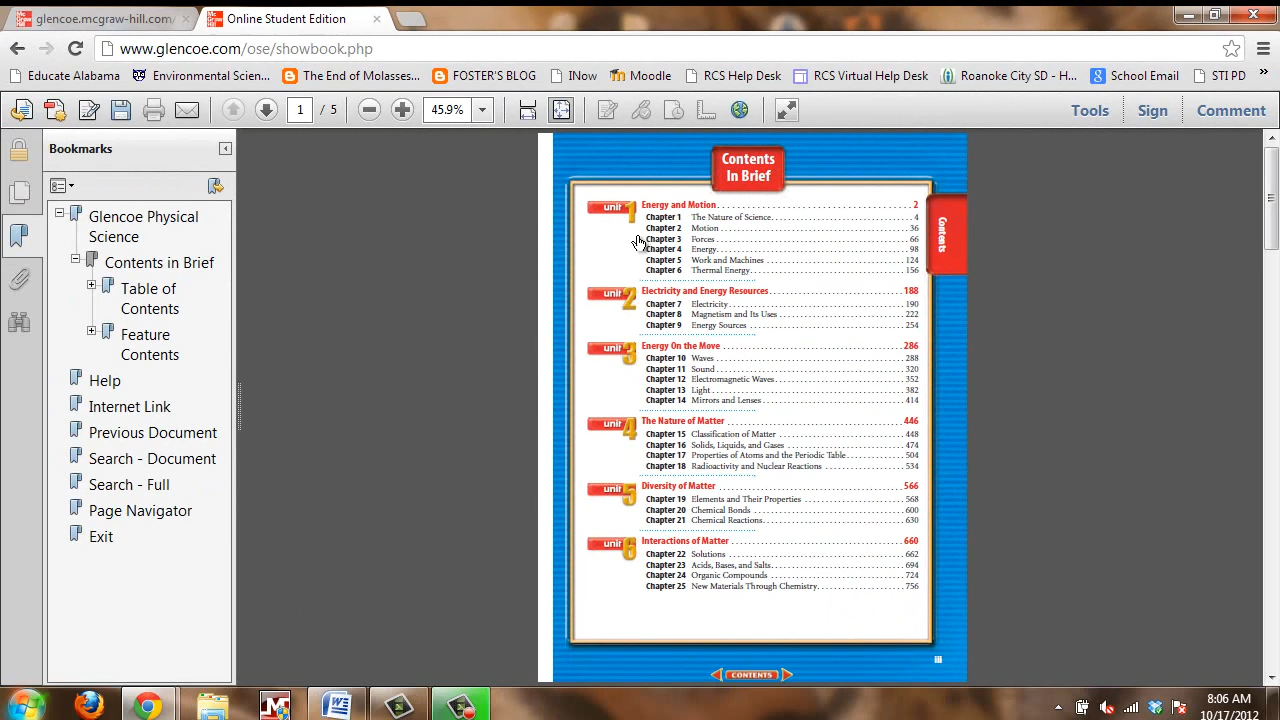 glencoe.mcgraw-hill.com/
Online Student Edition
www.glencoe.com/ose/showbook.php
Educate Alabama
Environmental Scien...
The End of Molasses...
FOSTER'S BLOG
INow
Moodle
RCS Help Desk
RCS Virtual Help Desk
Roanoke City SD - H...
School Email
STI PD
1 / 5
45.9%
Tools
Sign
Comment
Bookmarks
Glencoe Physical
Science
Contents in Brief
Table of
Contents
Feature
Contents
Help
Internet Link
Previous Document
Search - Document
Search - Full
Page Navigator
Exit
Contents
In Brief
Contents
unit 1 Energy and Motion 2
Chapter 1 The Nature of Science 4
Chapter 2 Motion 36
Chapter 3 Forces 66
Chapter 4 Energy 98
Chapter 5 Work and Machines 124
Chapter 6 Thermal Energy 156
unit 2 Electricity and Energy Resources 188
Chapter 7 Electricity 190
Chapter 8 Magnetism and Its Uses 222
Chapter 9 Energy Sources 254
unit 3 Energy On the Move 286
Chapter 10 Waves 288
Chapter 11 Sound 320
Chapter 12 Electromagnetic Waves 352
Chapter 13 Light 382
Chapter 14 Mirrors and Lenses 414
unit 4 The Nature of Matter 446
Chapter 15 Classification of Matter 448
Chapter 16 Solids, Liquids, and Gases 474
Chapter 17 Properties of Atoms and the Periodic Table 504
Chapter 18 Radioactivity and Nuclear Reactions 534
unit 5 Diversity of Matter 566
Chapter 19 Elements and Their Properties 568
Chapter 20 Chemical Bonds 600
Chapter 21 Chemical Reactions 630
unit 6 Interactions of Matter 660
Chapter 22 Solutions 662
Chapter 23 Acids, Bases, and Salts 694
Chapter 24 Organic Compounds 724
Chapter 25 New Materials Through Chemistry 756
iii
CONTENTS
8:06 AM
10/17/2012